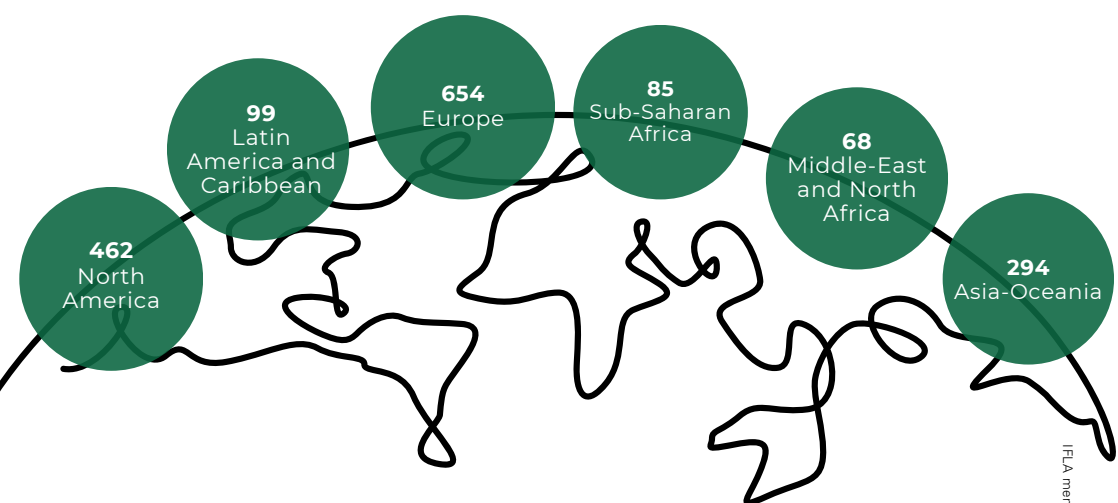 462
North
America
99
Latin
America and
Caribbean
654
Europe
85
Sub-Saharan
Africa
68
Middle-East
and North
Africa
294
Asia-Oceania
IFLA